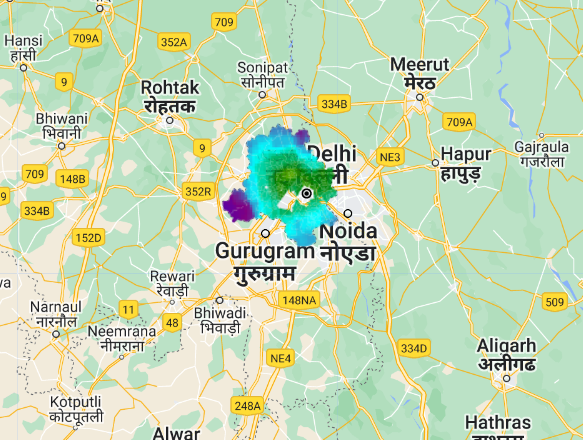 709
Hansi
हांसी
709A
352A
Sonipat
सोनीपत
Meerut
मेरठ
9
Rohtak
रोहतक
334B
Bhiwani
भिवानी
709A
9
Delhi
NE3
Hapur
हापुड़
Gajraula
गजरौला
709
148B
352R
9
334B
152D
Noida
नोएडा
Gurugram
गुरुग्राम
Rewari
रेवाड़ी
148NA
509
Narnaul
नारनौल
11
Bhiwadi
भिवाड़ी
48
Neemrana
नीमराना
334D
Aligarh
अलीगढ
NE4
Kotputli
कोटपूतली
248A
Hathras
Alwar